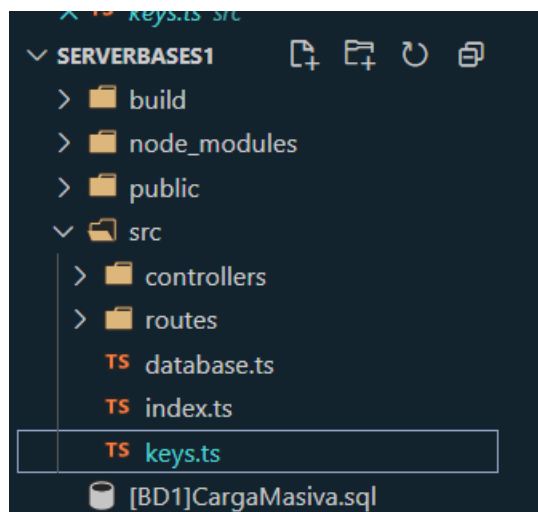 keys.ts src
SERVERBASES1
build
node_modules
public
src
controllers
routes
TS database.ts
TS index.ts
TS keys.ts
[BD1]CargaMasiva.sql